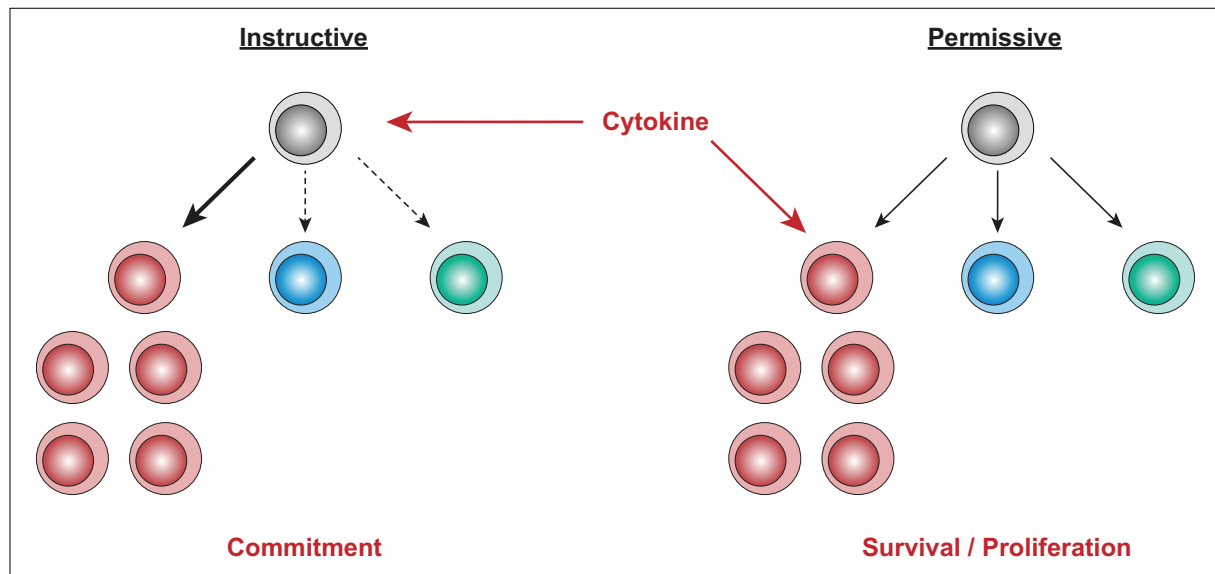 Instructive
Permissive
Cytokine
Commitment
Survival / Proliferation